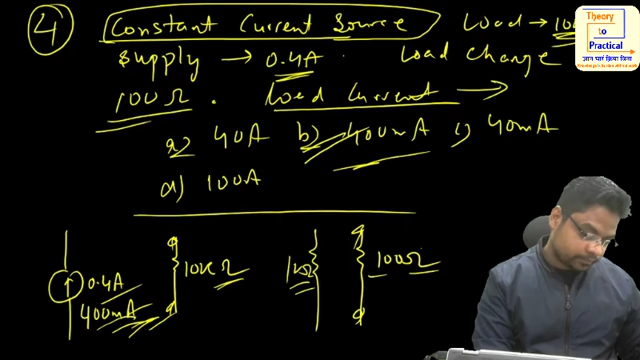 4 Constant Current Source Load → 10
Theory
to
Practical
ज्ञान फिर क्रिया बिना
Supply → 0.4A. Load Change
100Ω. Load Current →
a) 40A b) 400mA c) 40mA
d) 100A
0.4A
400mA
10KΩ
1KΩ
100Ω